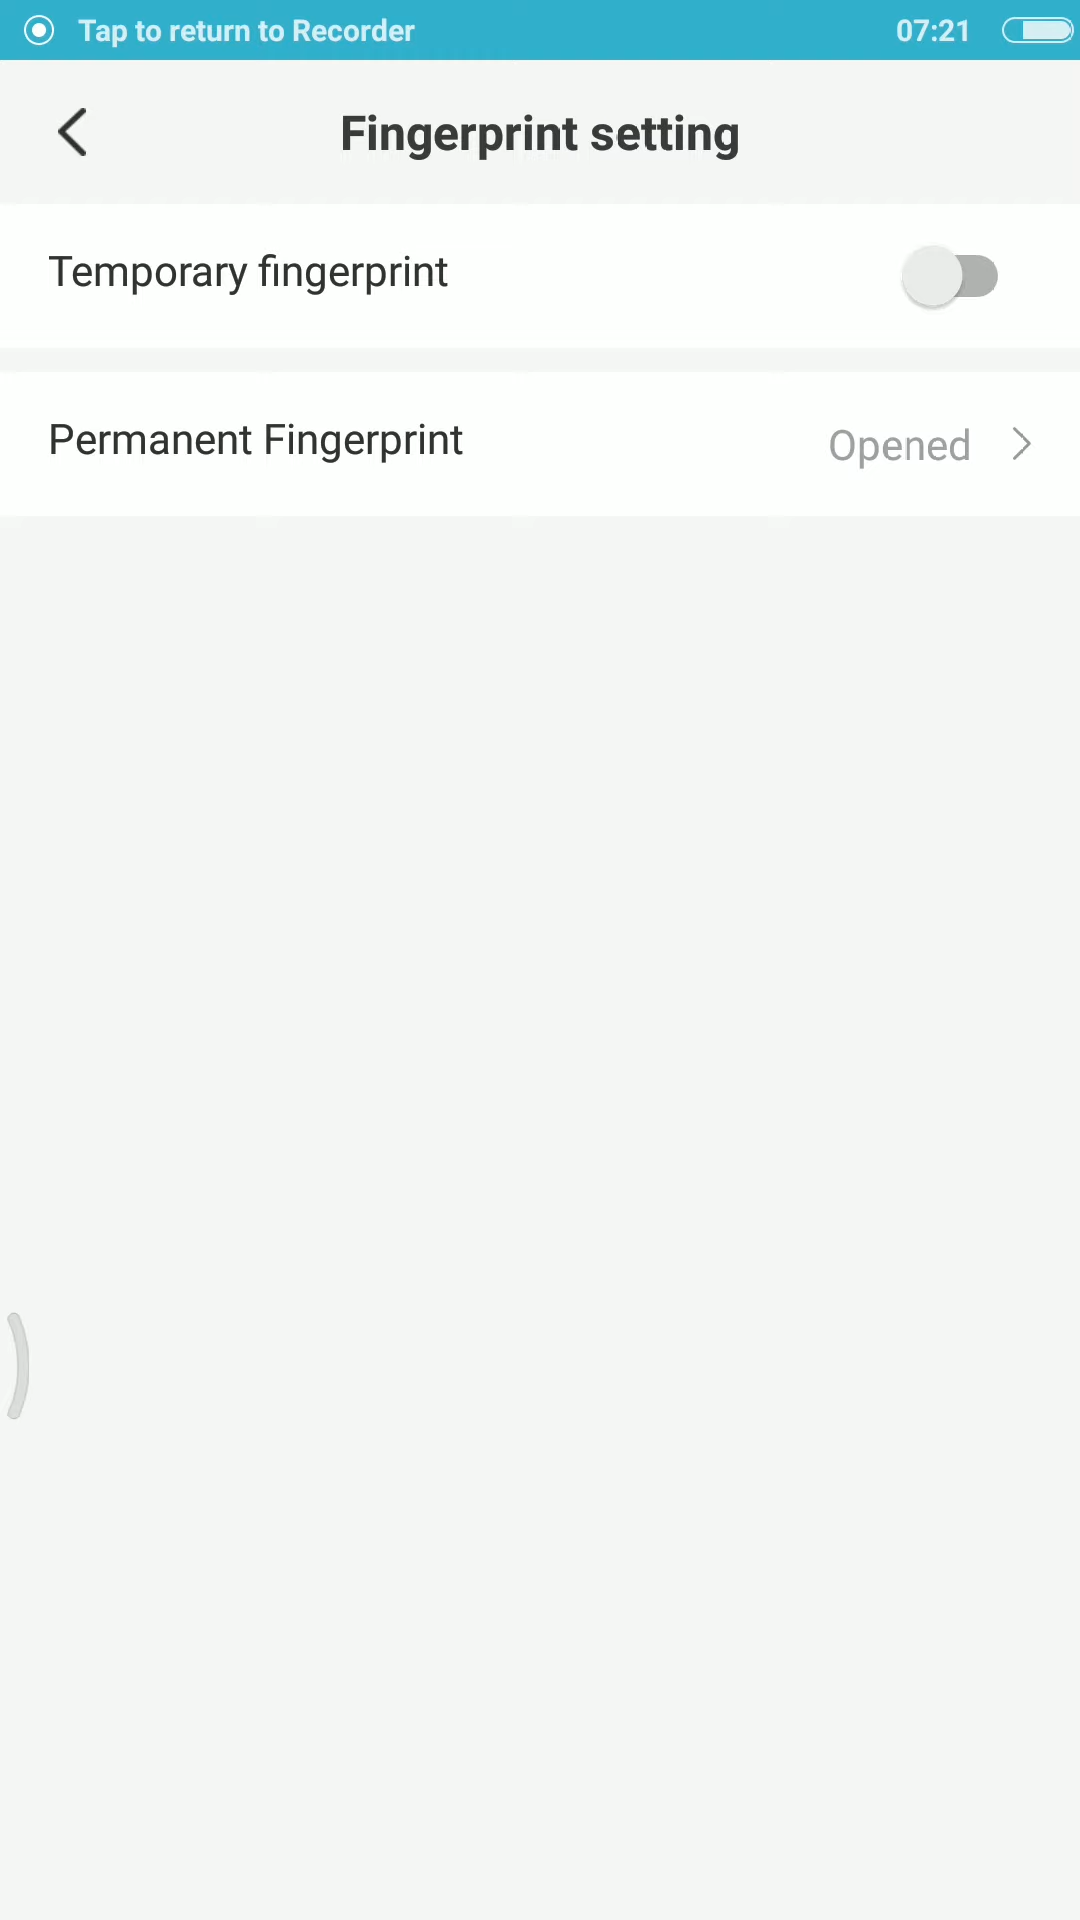 Tap to return to Recorder 07:21
Fingerprint setting
Temporary fingerprint
Permanent Fingerprint Opened